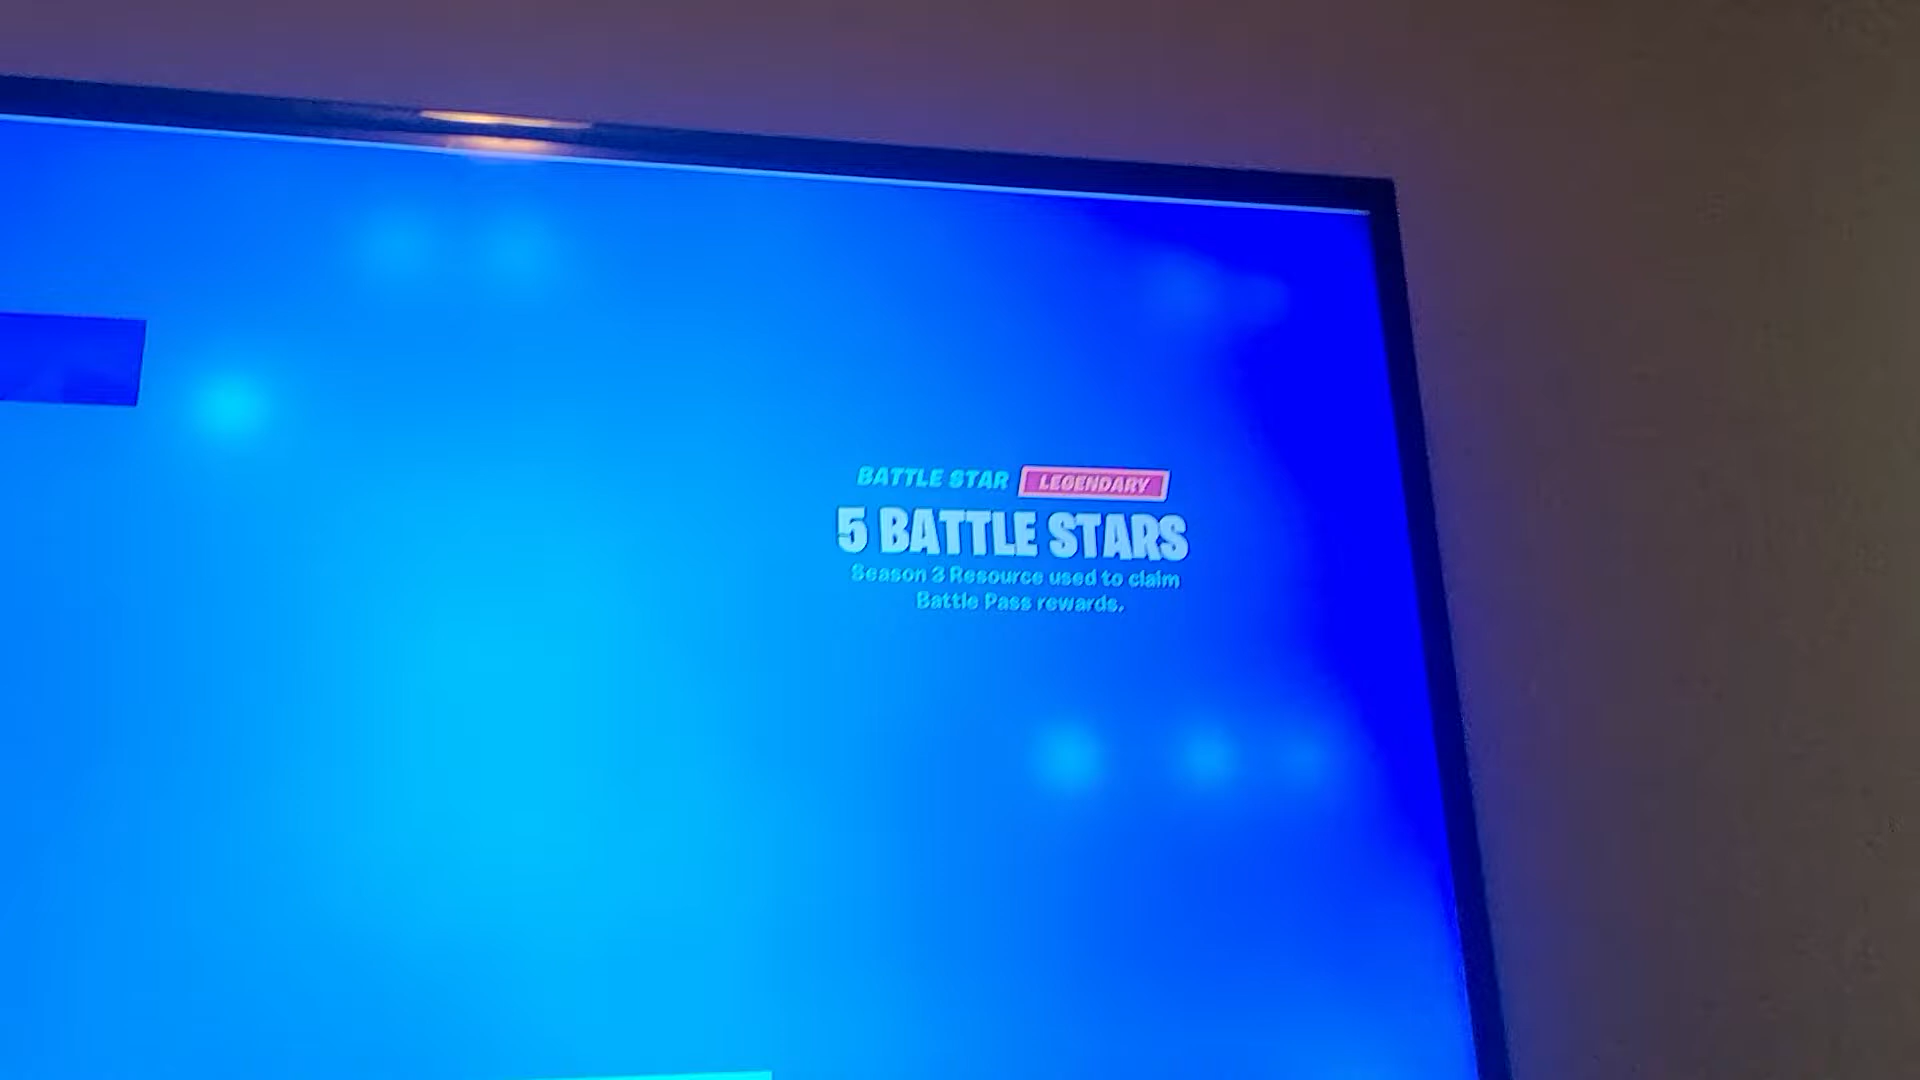 BATTLE STAR LEGENDARY
5 BATTLE STARS
Season 3 Resource used to claim
Battle Pass rewards.